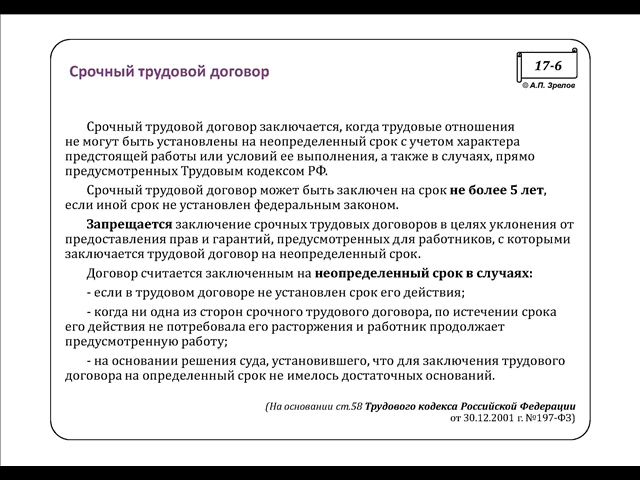 Срочный трудовой договор
17-6
© А.П. Зрелов
Срочный трудовой договор заключается, когда трудовые отношения
не могут быть установлены на неопределенный срок с учетом характера
предстоящей работы или условий ее выполнения, а также в случаях, прямо
предусмотренных Трудовым кодексом РФ.
Срочный трудовой договор может быть заключен на срок не более 5 лет,
если иной срок не установлен федеральным законом.
Запрещается заключение срочных трудовых договоров в целях уклонения от
предоставления прав и гарантий, предусмотренных для работников, с которыми
заключается трудовой договор на неопределенный срок.
Договор считается заключенным на неопределенный срок в случаях:
- если в трудовом договоре не установлен срок его действия;
- когда ни одна из сторон срочного трудового договора, по истечении срока
его действия не потребовала его расторжения и работник продолжает
предусмотренную работу;
- на основании решения суда, установившего, что для заключения трудового
договора на определенный срок не имелось достаточных оснований.
(На основании ст.58 Трудового кодекса Российской Федерации
от 30.12.2001 г. №197-ФЗ)